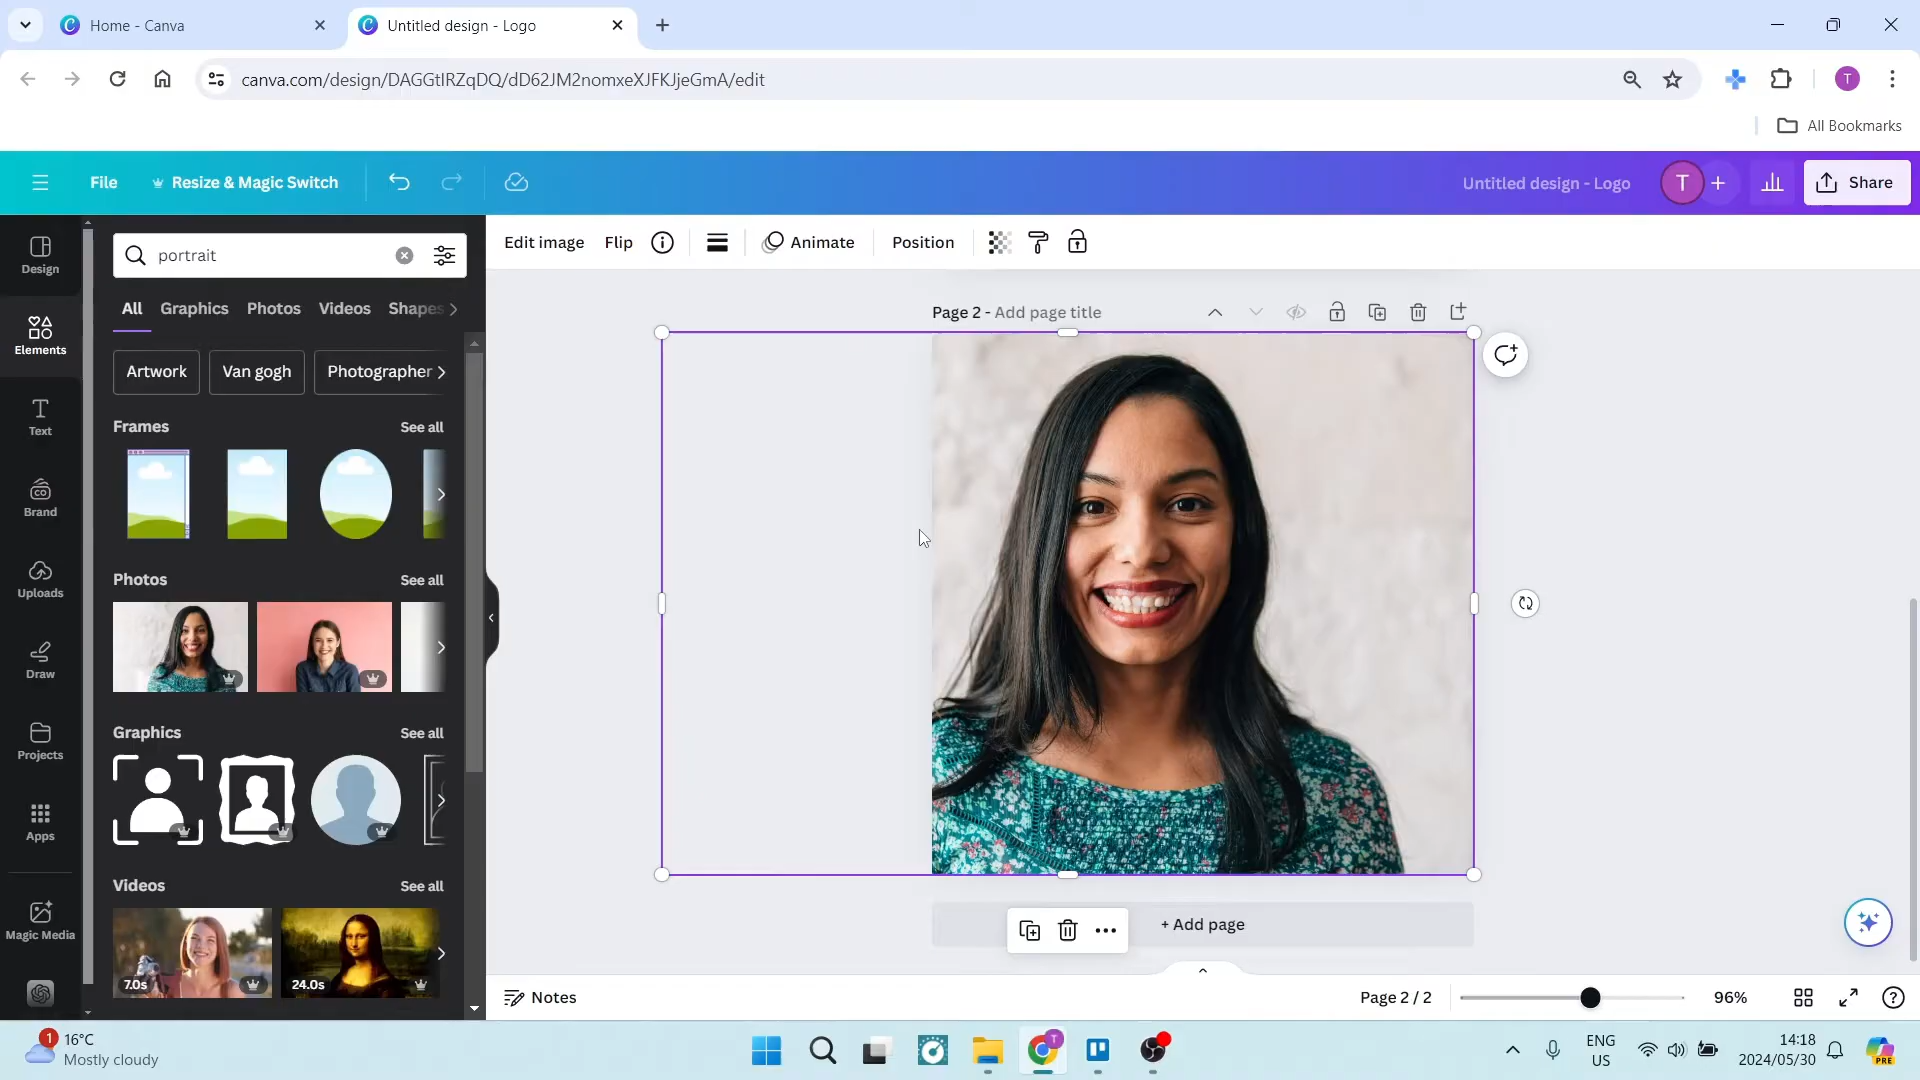 Home - Canva
Untitled design - Logo
canva.com/design/DAGGtIRZqDQ/dD62JM2nomxeXJFKJjeGmA/edit
T
All Bookmarks
File
Resize & Magic Switch
Untitled design - Logo
T
+
Share
Design
Elements
Text
Brand
Uploads
Draw
Projects
Apps
Magic Media
portrait
All
Graphics
Photos
Videos
Shapes
Artwork
Van gogh
Photographer
Frames
See all
Photos
See all
Graphics
See all
Videos
See all
7.0s
24.0s
Edit image
Flip
Animate
Position
Page 2 - Add page title
+ Add page
Notes
Page 2 / 2
96%
1
16°C
Mostly cloudy
T
ENG
US
14:18
2024/05/30
PRE